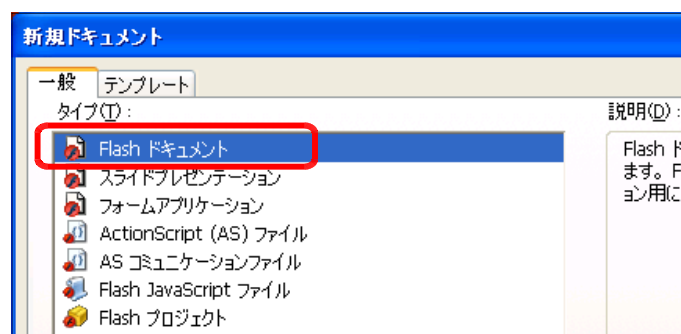 新規ドキュメント
一般 テンプレート
タイプ(T): 説明(D):
Flash ドキュメント
スライドプレゼンテーション
フォームアプリケーション
ActionScript (AS) ファイル
AS コミュニケーションファイル
Flash JavaScript ファイル
Flash プロジェクト
Flash ド
ます。F
ョン用に